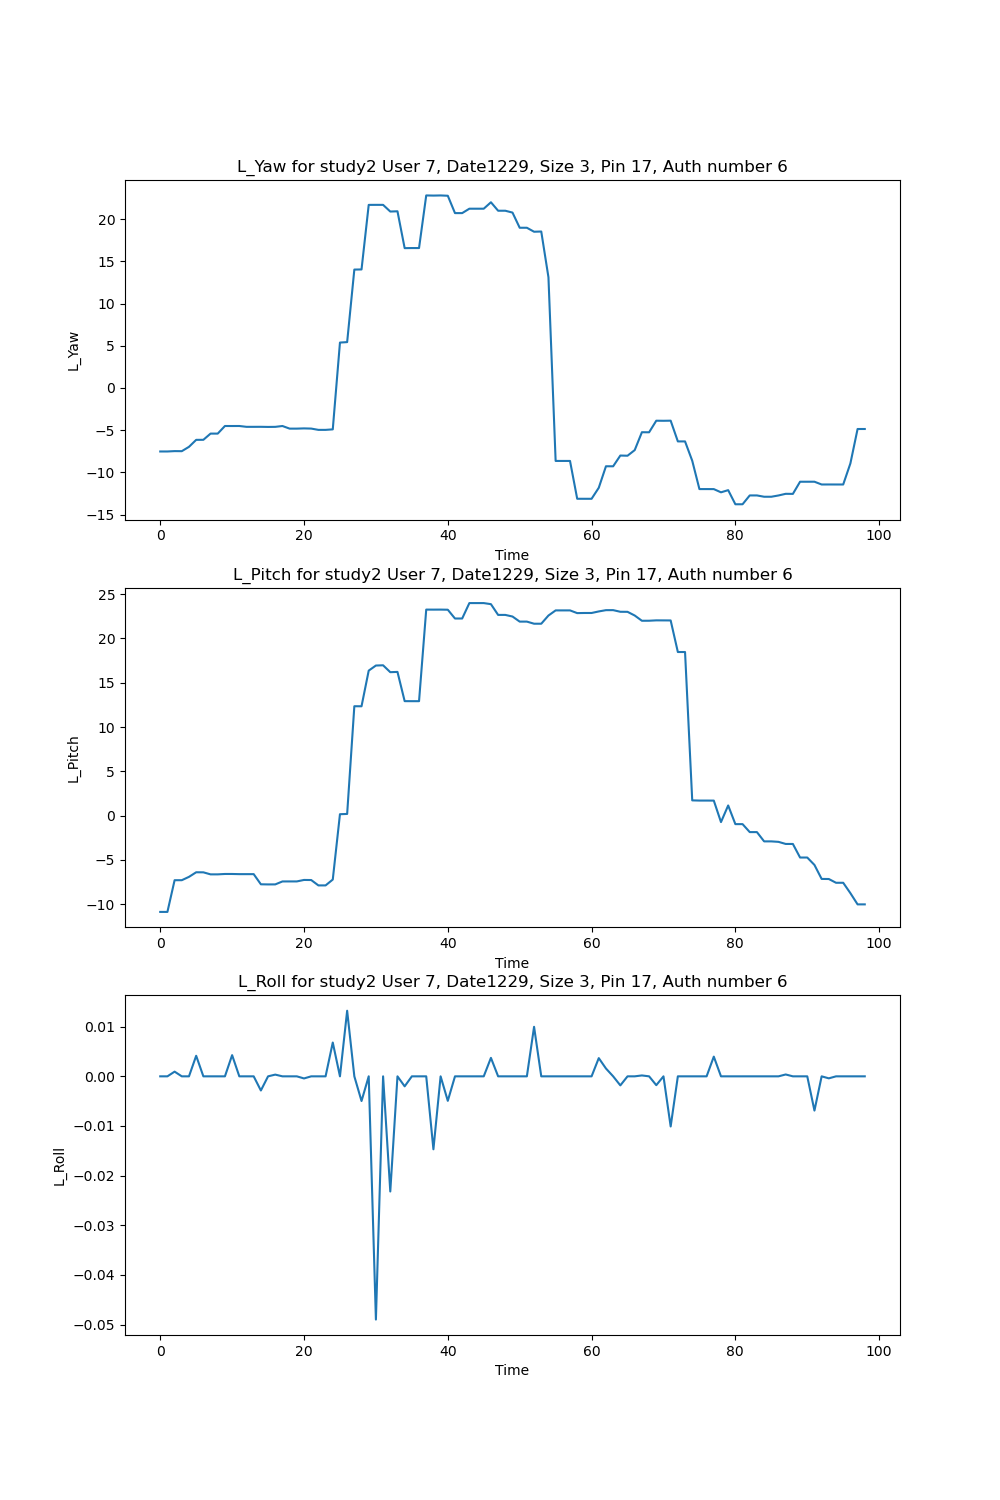 L_Yaw for study2 User 7, Date1229, Size 3, Pin 17, Auth number 6
20
15
10
5
0
−5
−10
−15
L_Yaw
0 20 40 60 80 100
Time
L_Pitch for study2 User 7, Date1229, Size 3, Pin 17, Auth number 6
25
20
15
10
5
0
−5
−10
L_Pitch
0 20 40 60 80 100
Time
L_Roll for study2 User 7, Date1229, Size 3, Pin 17, Auth number 6
0.01
0.00
−0.01
−0.02
−0.03
−0.04
−0.05
L_Roll
0 20 40 60 80 100
Time